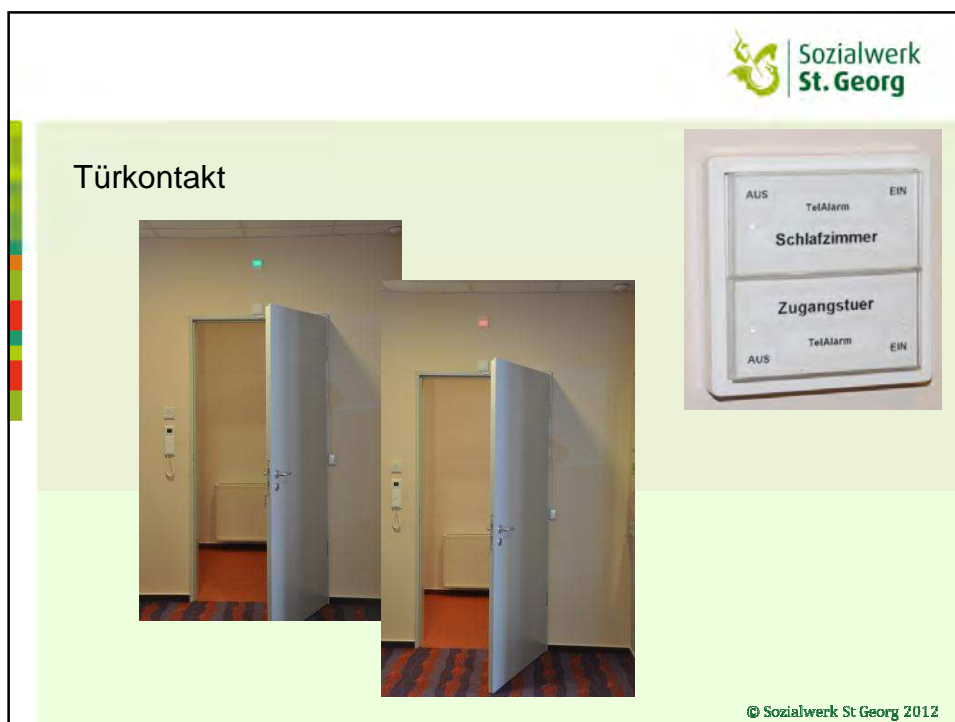 Sozialwerk
St. Georg
Türkontakt
AUS EIN
TelAlarm
Schlafzimmer
Zugangstuer
TelAlarm
AUS EIN
© Sozialwerk St Georg 2012